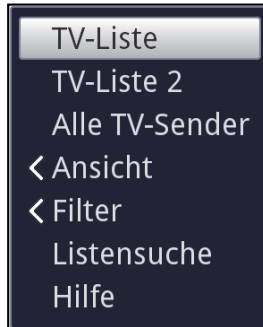 TV-Liste
TV-Liste 2
Alle TV-Sender
Ansicht
Filter
Listensuche
Hilfe